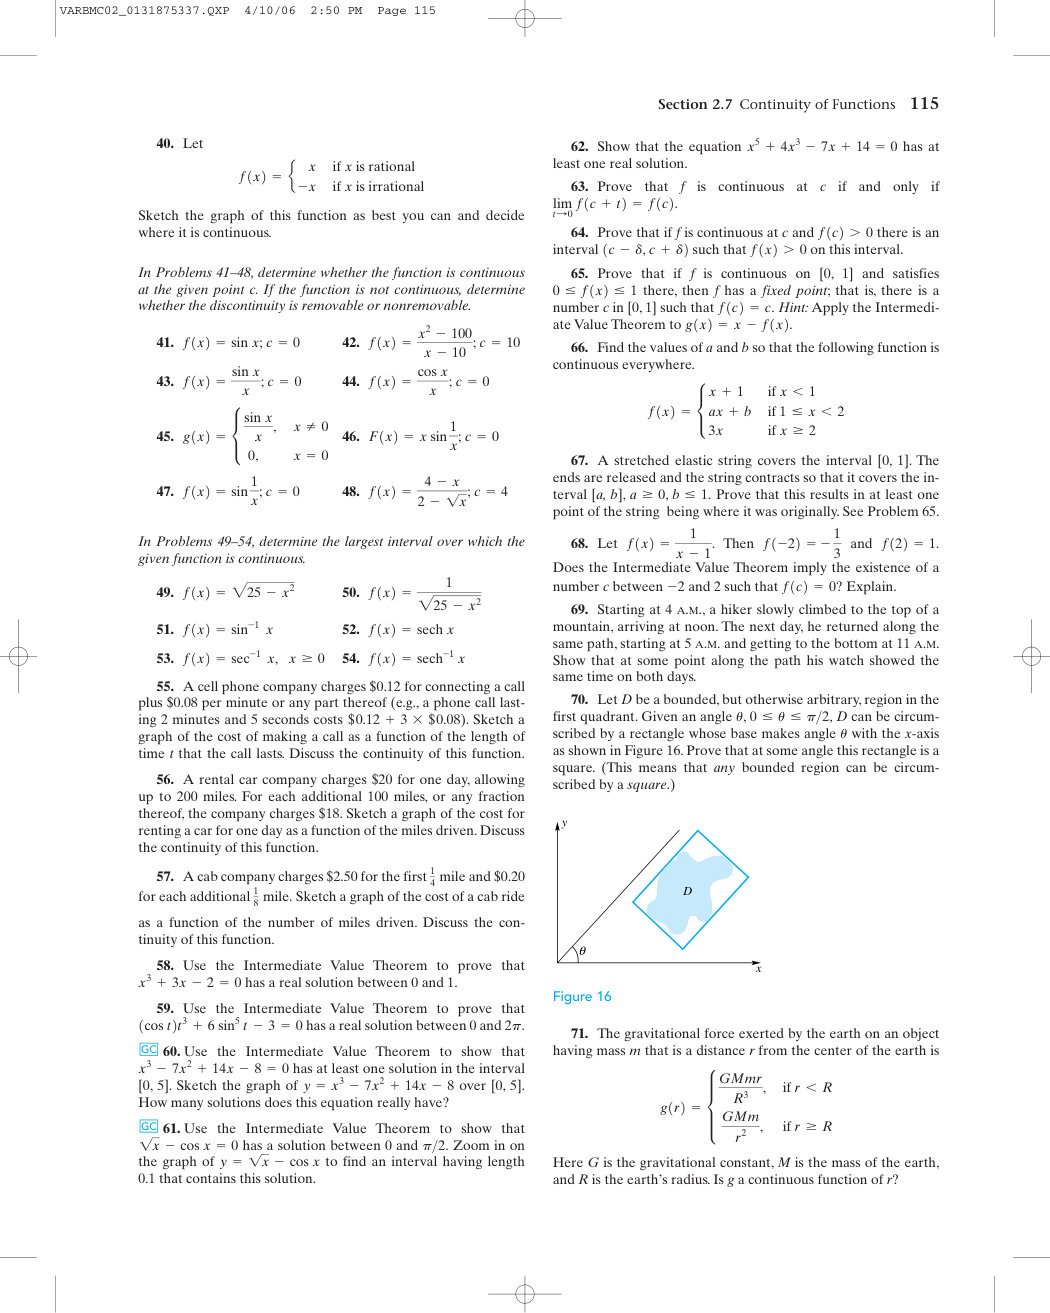 VARBMC02_0131875337.QXP 4/10/06 2:50 PM Page 115
Section 2.7 Continuity of Functions 115
40. Let
f(x) = { x if x is rational
−x if x is irrational
Sketch the graph of this function as best you can and decide
where it is continuous.
In Problems 41–48, determine whether the function is continuous
at the given point c. If the function is not continuous, determine
whether the discontinuity is removable or nonremovable.
41. f(x) = sin x; c = 0 42. f(x) = (x² − 100)/(x − 10); c = 10
43. f(x) = (sin x)/x; c = 0 44. f(x) = (cos x)/x; c = 0
45. g(x) = { (sin x)/x, x ≠ 0
0, x = 0
46. F(x) = x sin 1/x; c = 0
47. f(x) = sin 1/x; c = 0 48. f(x) = (4 − x)/(2 − √x); c = 4
In Problems 49–54, determine the largest interval over which the
given function is continuous.
49. f(x) = √(25 − x²) 50. f(x) = 1/√(25 − x²)
51. f(x) = sin⁻¹ x 52. f(x) = sech x
53. f(x) = sec⁻¹ x, x ≥ 0 54. f(x) = sech⁻¹ x
55. A cell phone company charges $0.12 for connecting a call
plus $0.08 per minute or any part thereof (e.g., a phone call last-
ing 2 minutes and 5 seconds costs $0.12 + 3 × $0.08). Sketch a
graph of the cost of making a call as a function of the length of
time t that the call lasts. Discuss the continuity of this function.
56. A rental car company charges $20 for one day, allowing
up to 200 miles. For each additional 100 miles, or any fraction
thereof, the company charges $18. Sketch a graph of the cost for
renting a car for one day as a function of the miles driven. Discuss
the continuity of this function.
57. A cab company charges $2.50 for the first 1/4 mile and $0.20
for each additional 1/8 mile. Sketch a graph of the cost of a cab ride
as a function of the number of miles driven. Discuss the con-
tinuity of this function.
58. Use the Intermediate Value Theorem to prove that
x³ + 3x − 2 = 0 has a real solution between 0 and 1.
59. Use the Intermediate Value Theorem to prove that
(cos t)t³ + 6 sin⁵ t − 3 = 0 has a real solution between 0 and 2π.
GC 60. Use the Intermediate Value Theorem to show that
x³ − 7x² + 14x − 8 = 0 has at least one solution in the interval
[0, 5]. Sketch the graph of y = x³ − 7x² + 14x − 8 over [0, 5].
How many solutions does this equation really have?
GC 61. Use the Intermediate Value Theorem to show that
√x − cos x = 0 has a solution between 0 and π/2. Zoom in on
the graph of y = √x − cos x to find an interval having length
0.1 that contains this solution.
62. Show that the equation x⁵ + 4x³ − 7x + 14 = 0 has at
least one real solution.
63. Prove that f is continuous at c if and only if
lim t→0 f(c + t) = f(c).
64. Prove that if f is continuous at c and f(c) > 0 there is an
interval (c − δ, c + δ) such that f(x) > 0 on this interval.
65. Prove that if f is continuous on [0, 1] and satisfies
0 ≤ f(x) ≤ 1 there, then f has a fixed point; that is, there is a
number c in [0, 1] such that f(c) = c. Hint: Apply the Intermedi-
ate Value Theorem to g(x) = x − f(x).
66. Find the values of a and b so that the following function is
continuous everywhere.
f(x) = { x + 1 if x < 1
ax + b if 1 ≤ x < 2
3x if x ≥ 2
67. A stretched elastic string covers the interval [0, 1]. The
ends are released and the string contracts so that it covers the in-
terval [a, b], a ≥ 0, b ≤ 1. Prove that this results in at least one
point of the string being where it was originally. See Problem 65.
68. Let f(x) = 1/(x − 1). Then f(−2) = −1/3 and f(2) = 1.
Does the Intermediate Value Theorem imply the existence of a
number c between −2 and 2 such that f(c) = 0? Explain.
69. Starting at 4 A.M., a hiker slowly climbed to the top of a
mountain, arriving at noon. The next day, he returned along the
same path, starting at 5 A.M. and getting to the bottom at 11 A.M.
Show that at some point along the path his watch showed the
same time on both days.
70. Let D be a bounded, but otherwise arbitrary, region in the
first quadrant. Given an angle θ, 0 ≤ θ ≤ π/2, D can be circum-
scribed by a rectangle whose base makes angle θ with the x-axis
as shown in Figure 16. Prove that at some angle this rectangle is a
square. (This means that any bounded region can be circum-
scribed by a square.)
y
D
θ
x
Figure 16
71. The gravitational force exerted by the earth on an object
having mass m that is a distance r from the center of the earth is
g(r) = { GMmr/R³, if r < R
GMm/r², if r ≥ R
Here G is the gravitational constant, M is the mass of the earth,
and R is the earth's radius. Is g a continuous function of r?